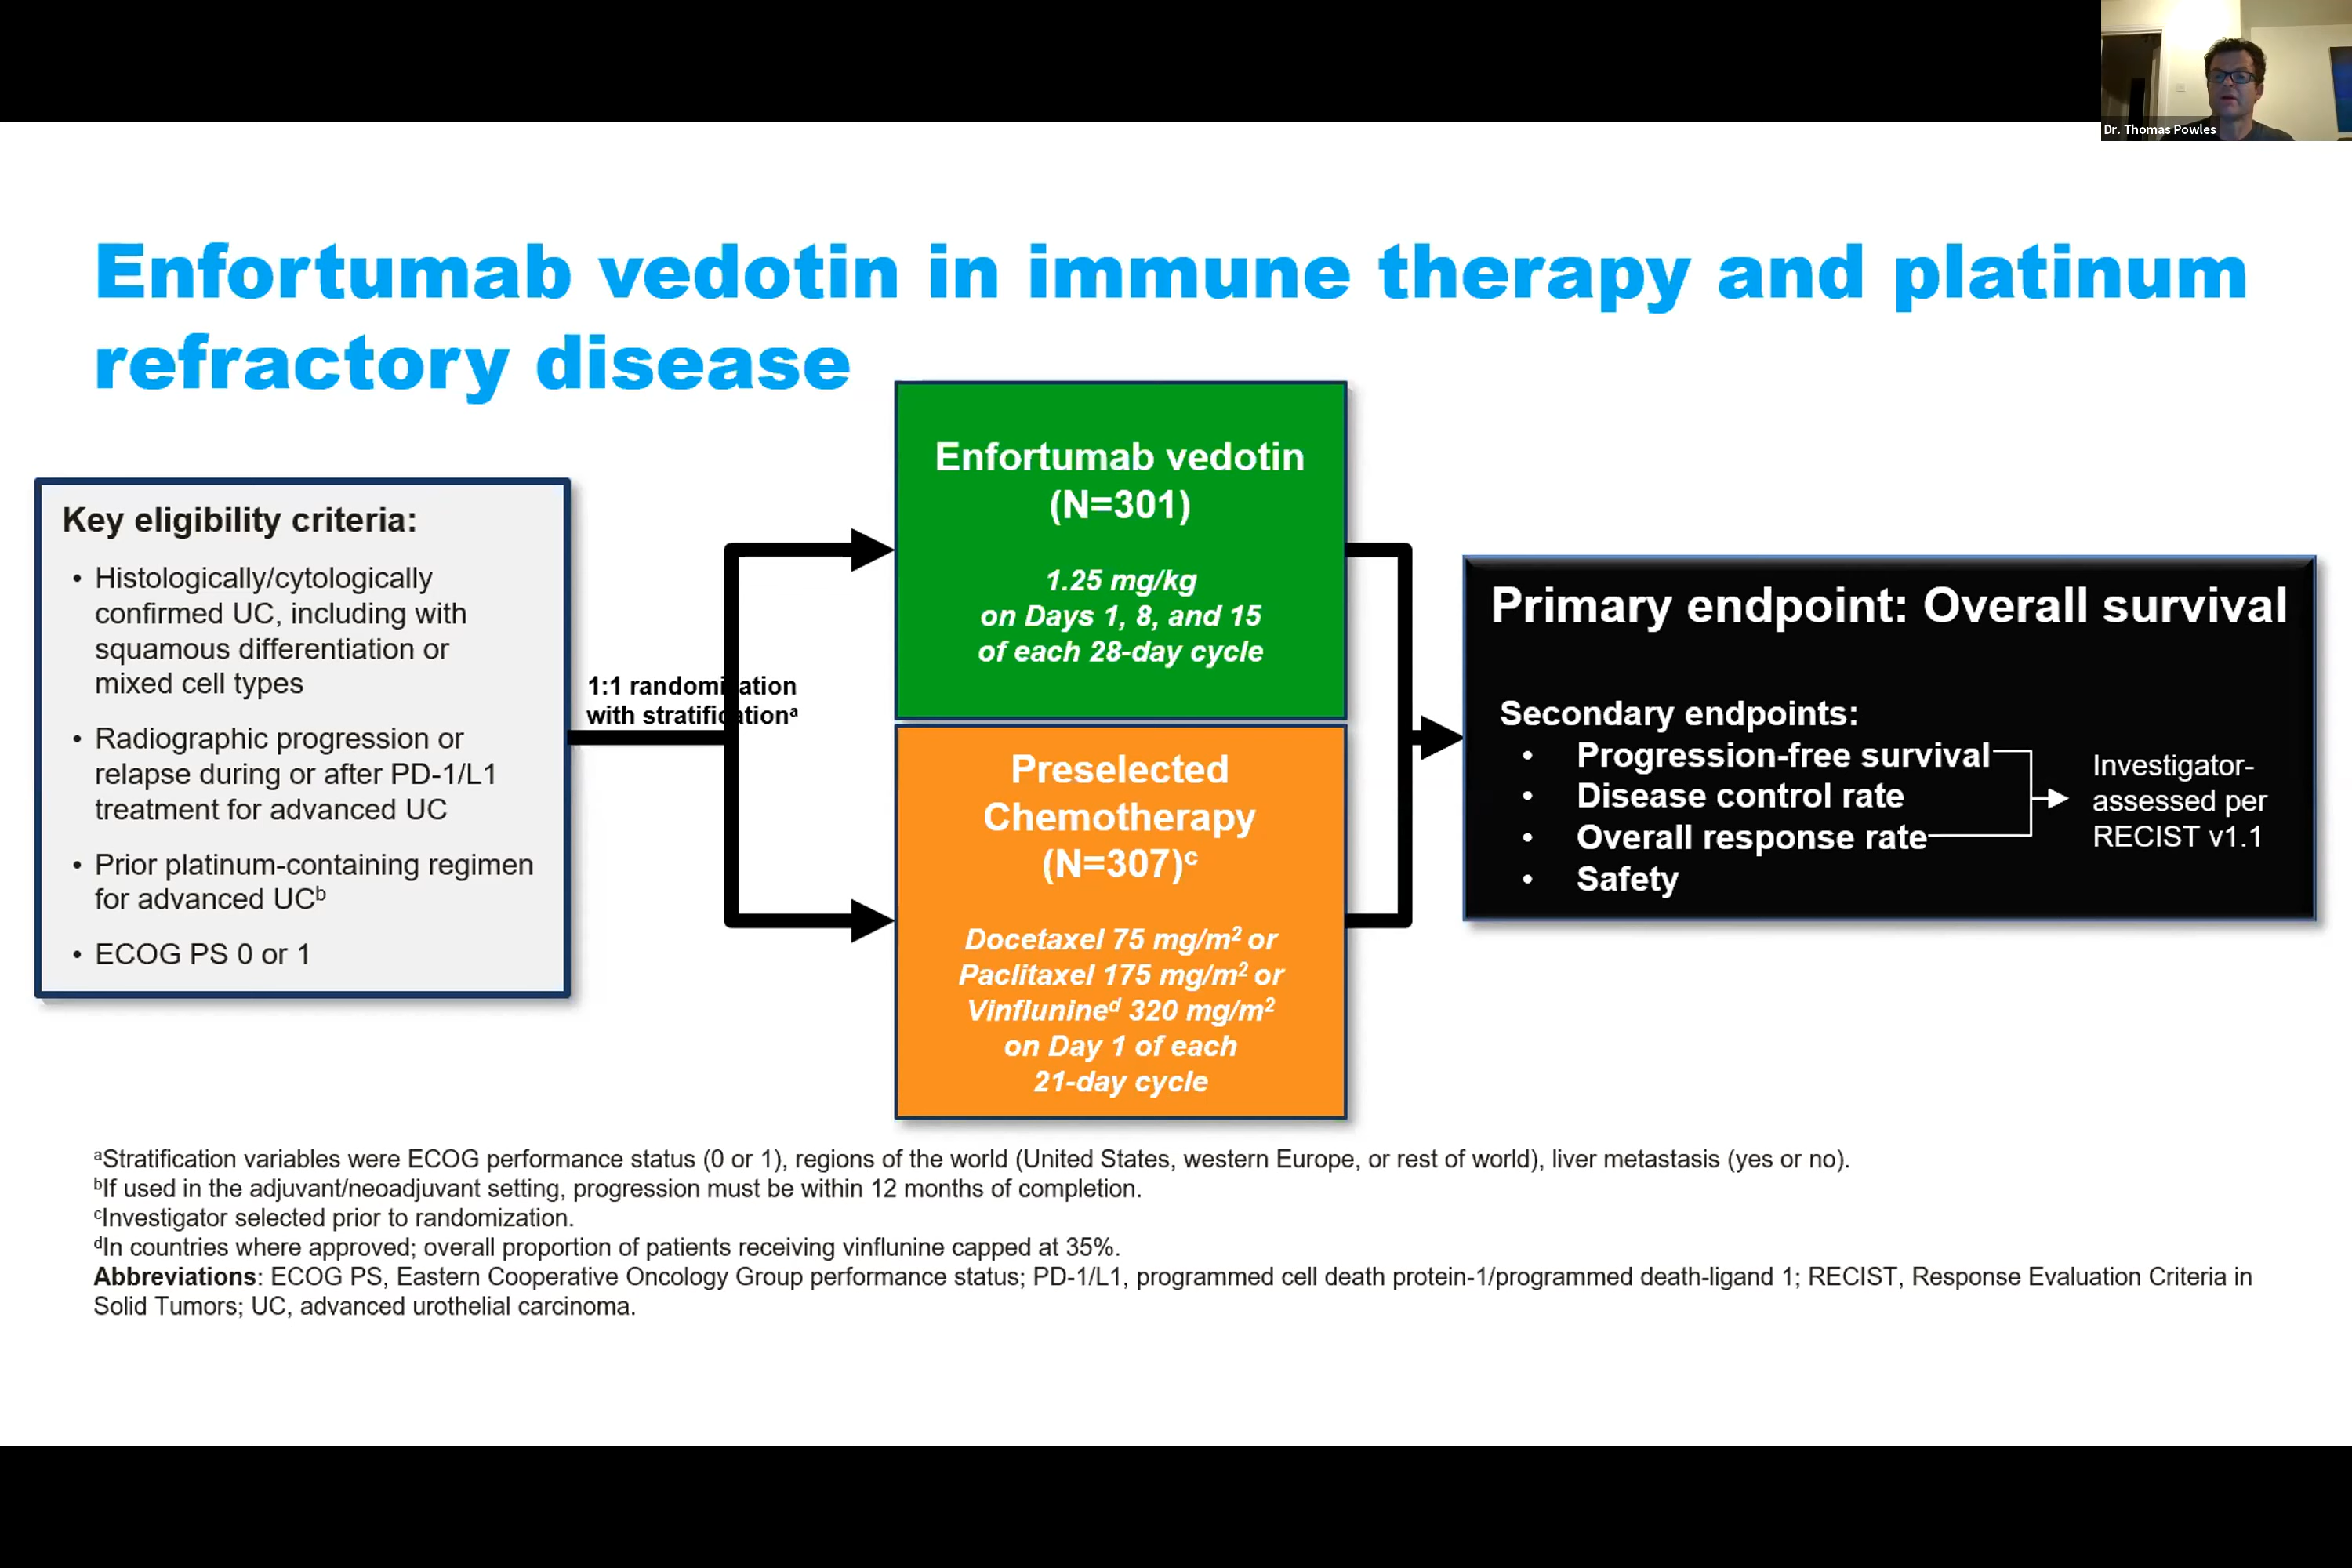 Dr. Thomas Powles
Enfortumab vedotin in immune therapy and platinum
refractory disease
Key eligibility criteria:
• Histologically/cytologically
confirmed UC, including with
squamous differentiation or
mixed cell types
• Radiographic progression or
relapse during or after PD-1/L1
treatment for advanced UC
• Prior platinum-containing regimen
for advanced UCᵇ
• ECOG PS 0 or 1
1:1 randomization
with stratificationᵃ
Enfortumab vedotin
(N=301)
1.25 mg/kg
on Days 1, 8, and 15
of each 28-day cycle
Preselected
Chemotherapy
(N=307)ᶜ
Docetaxel 75 mg/m² or
Paclitaxel 175 mg/m² or
Vinflunineᵈ 320 mg/m²
on Day 1 of each
21-day cycle
Primary endpoint: Overall survival
Secondary endpoints:
• Progression-free survival
• Disease control rate
• Overall response rate
• Safety
Investigator-
assessed per
RECIST v1.1
ᵃStratification variables were ECOG performance status (0 or 1), regions of the world (United States, western Europe, or rest of world), liver metastasis (yes or no).
ᵇIf used in the adjuvant/neoadjuvant setting, progression must be within 12 months of completion.
ᶜInvestigator selected prior to randomization.
ᵈIn countries where approved; overall proportion of patients receiving vinflunine capped at 35%.
Abbreviations: ECOG PS, Eastern Cooperative Oncology Group performance status; PD-1/L1, programmed cell death protein-1/programmed death-ligand 1; RECIST, Response Evaluation Criteria in
Solid Tumors; UC, advanced urothelial carcinoma.